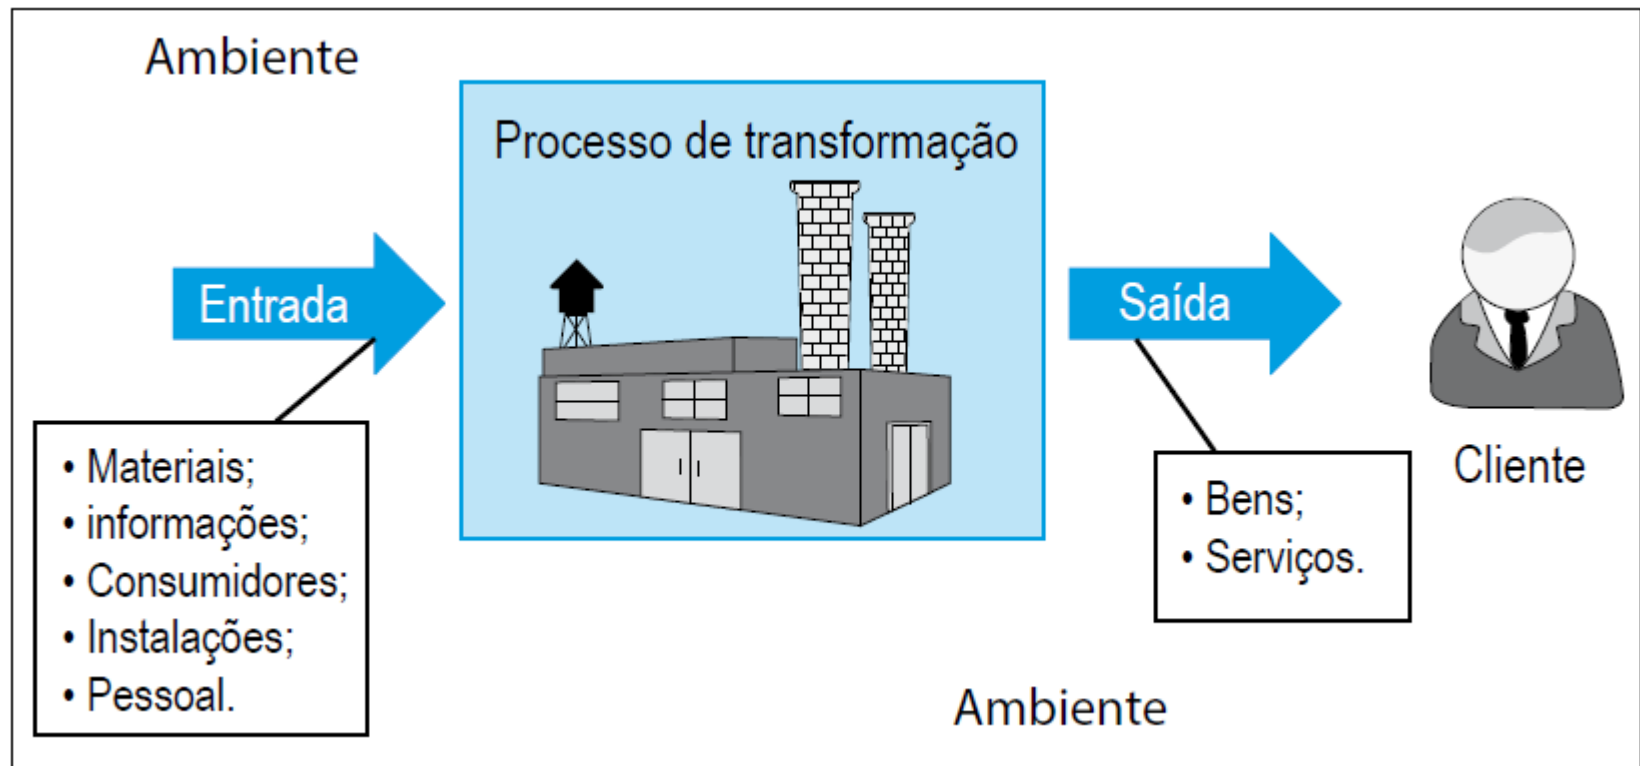 Ambiente
Processo de transformação
Entrada
Saída
• Materiais;
• informações;
• Consumidores;
• Instalações;
• Pessoal.
• Bens;
• Serviços.
Cliente
Ambiente